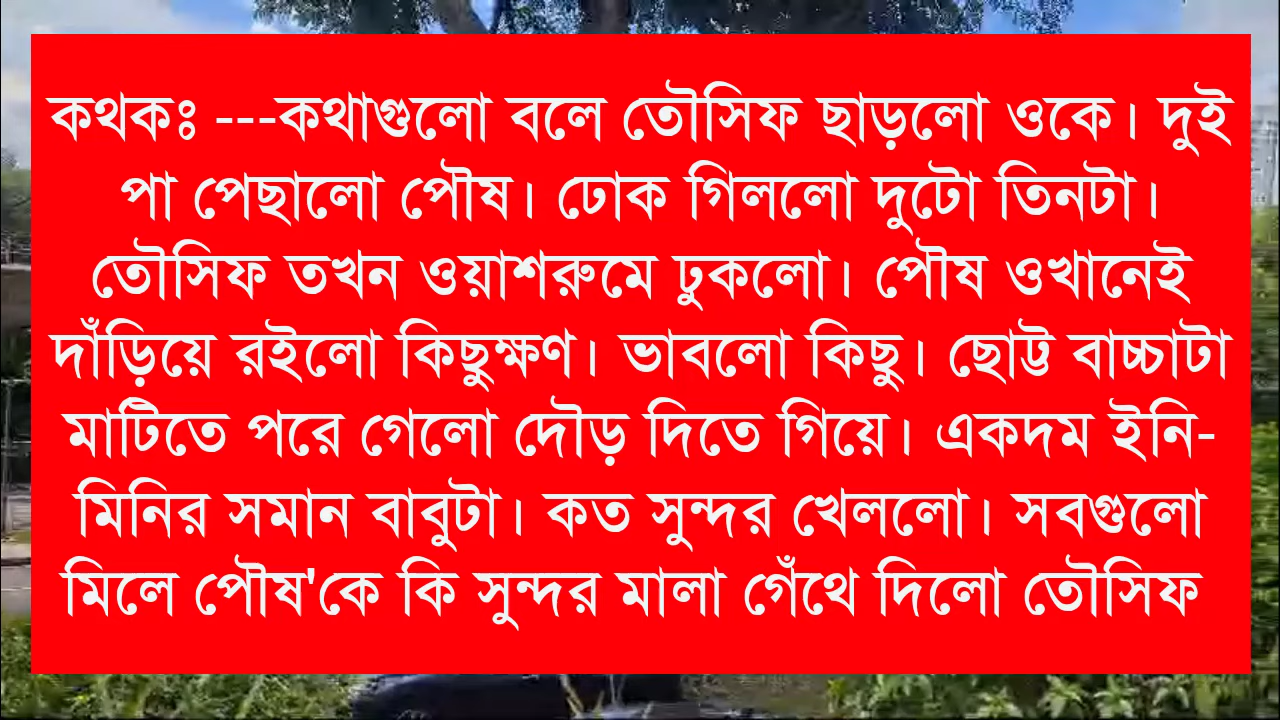 কথকঃ ---কথাগুলো বলে তৌসিফ ছাড়লো ওকে। দুই
পা পেছালো পৌষ। ঢোক গিললো দুটো তিনটা।
তৌসিফ তখন ওয়াশরুমে ঢুকলো। পৌষ ওখানেই
দাঁড়িয়ে রইলো কিছুক্ষণ। ভাবলো কিছু। ছোট্ট বাচ্চাটা
মাটিতে পরে গেলো দৌড় দিতে গিয়ে। একদম ইনি-
মিনির সমান বাবুটা। কত সুন্দর খেললো। সবগুলো
মিলে পৌষ'কে কি সুন্দর মালা গেঁথে দিলো তৌসিফ